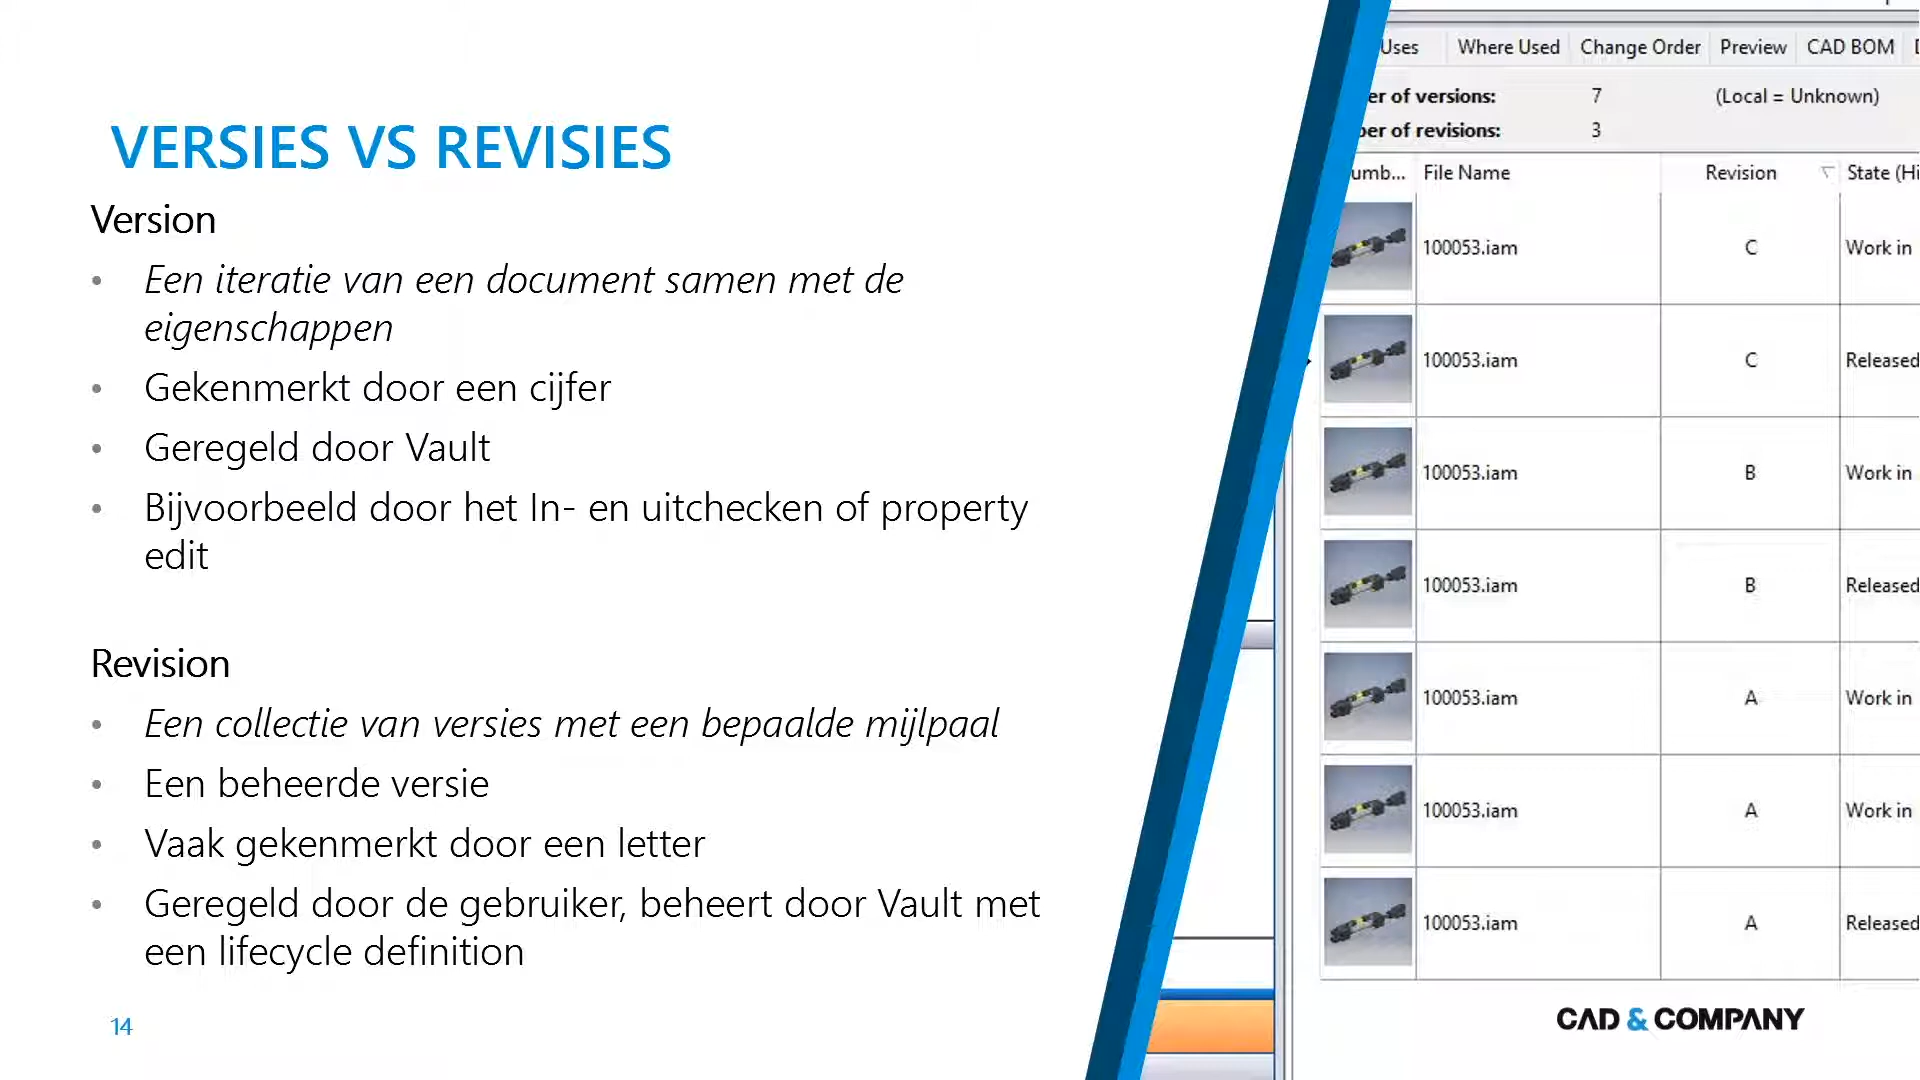 VERSIES VS REVISIES
Version
• Een iteratie van een document samen met de
eigenschappen
• Gekenmerkt door een cijfer
• Geregeld door Vault
• Bijvoorbeeld door het In- en uitchecken of property
edit
Revision
• Een collectie van versies met een bepaalde mijlpaal
• Een beheerde versie
• Vaak gekenmerkt door een letter
• Geregeld door de gebruiker, beheert door Vault met
een lifecycle definition
14
Uses Where Used Change Order Preview CAD BOM
er of versions: 7 (Local = Unknown)
ber of revisions: 3
umb... File Name Revision State (Hi
100053.iam C Work in
100053.iam C Released
100053.iam B Work in
100053.iam B Released
100053.iam A Work in
100053.iam A Work in
100053.iam A Released
CAD & COMPANY